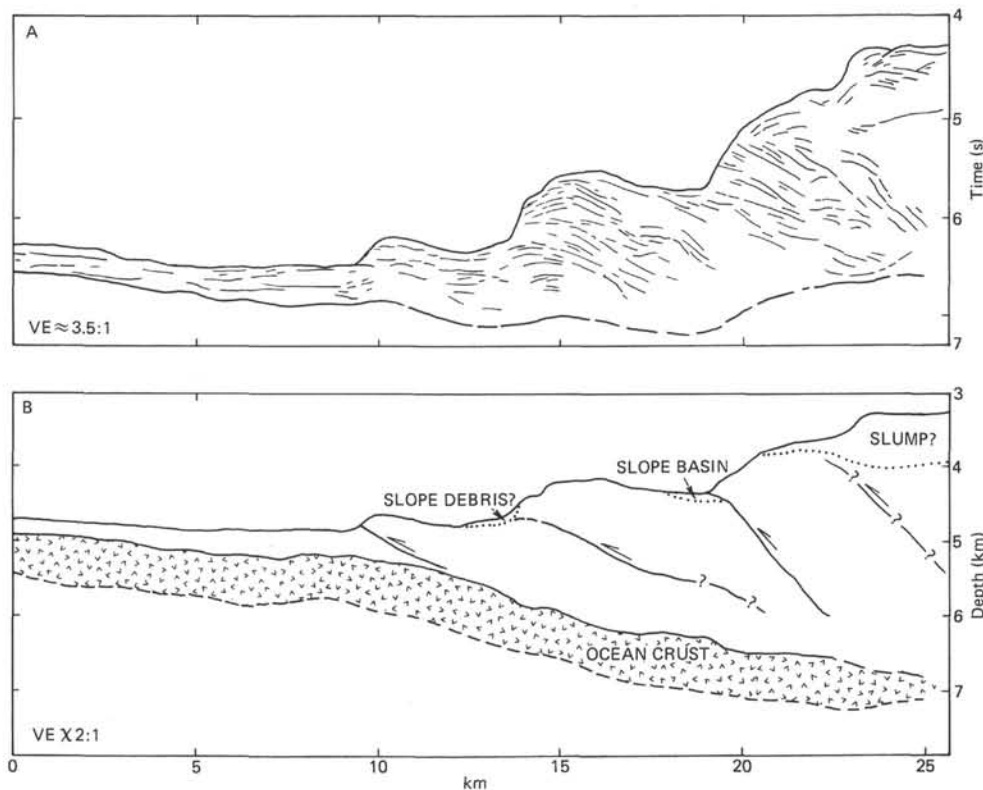 A
4
5
6
7
Time (s)
VE ≈ 3.5:1
B
3
4
5
6
7
Depth (km)
SLUMP?
SLOPE BASIN
SLOPE DEBRIS?
?
?
?
?
?
?
OCEAN CRUST
VE χ 2:1
0
5
10
15
20
25
km